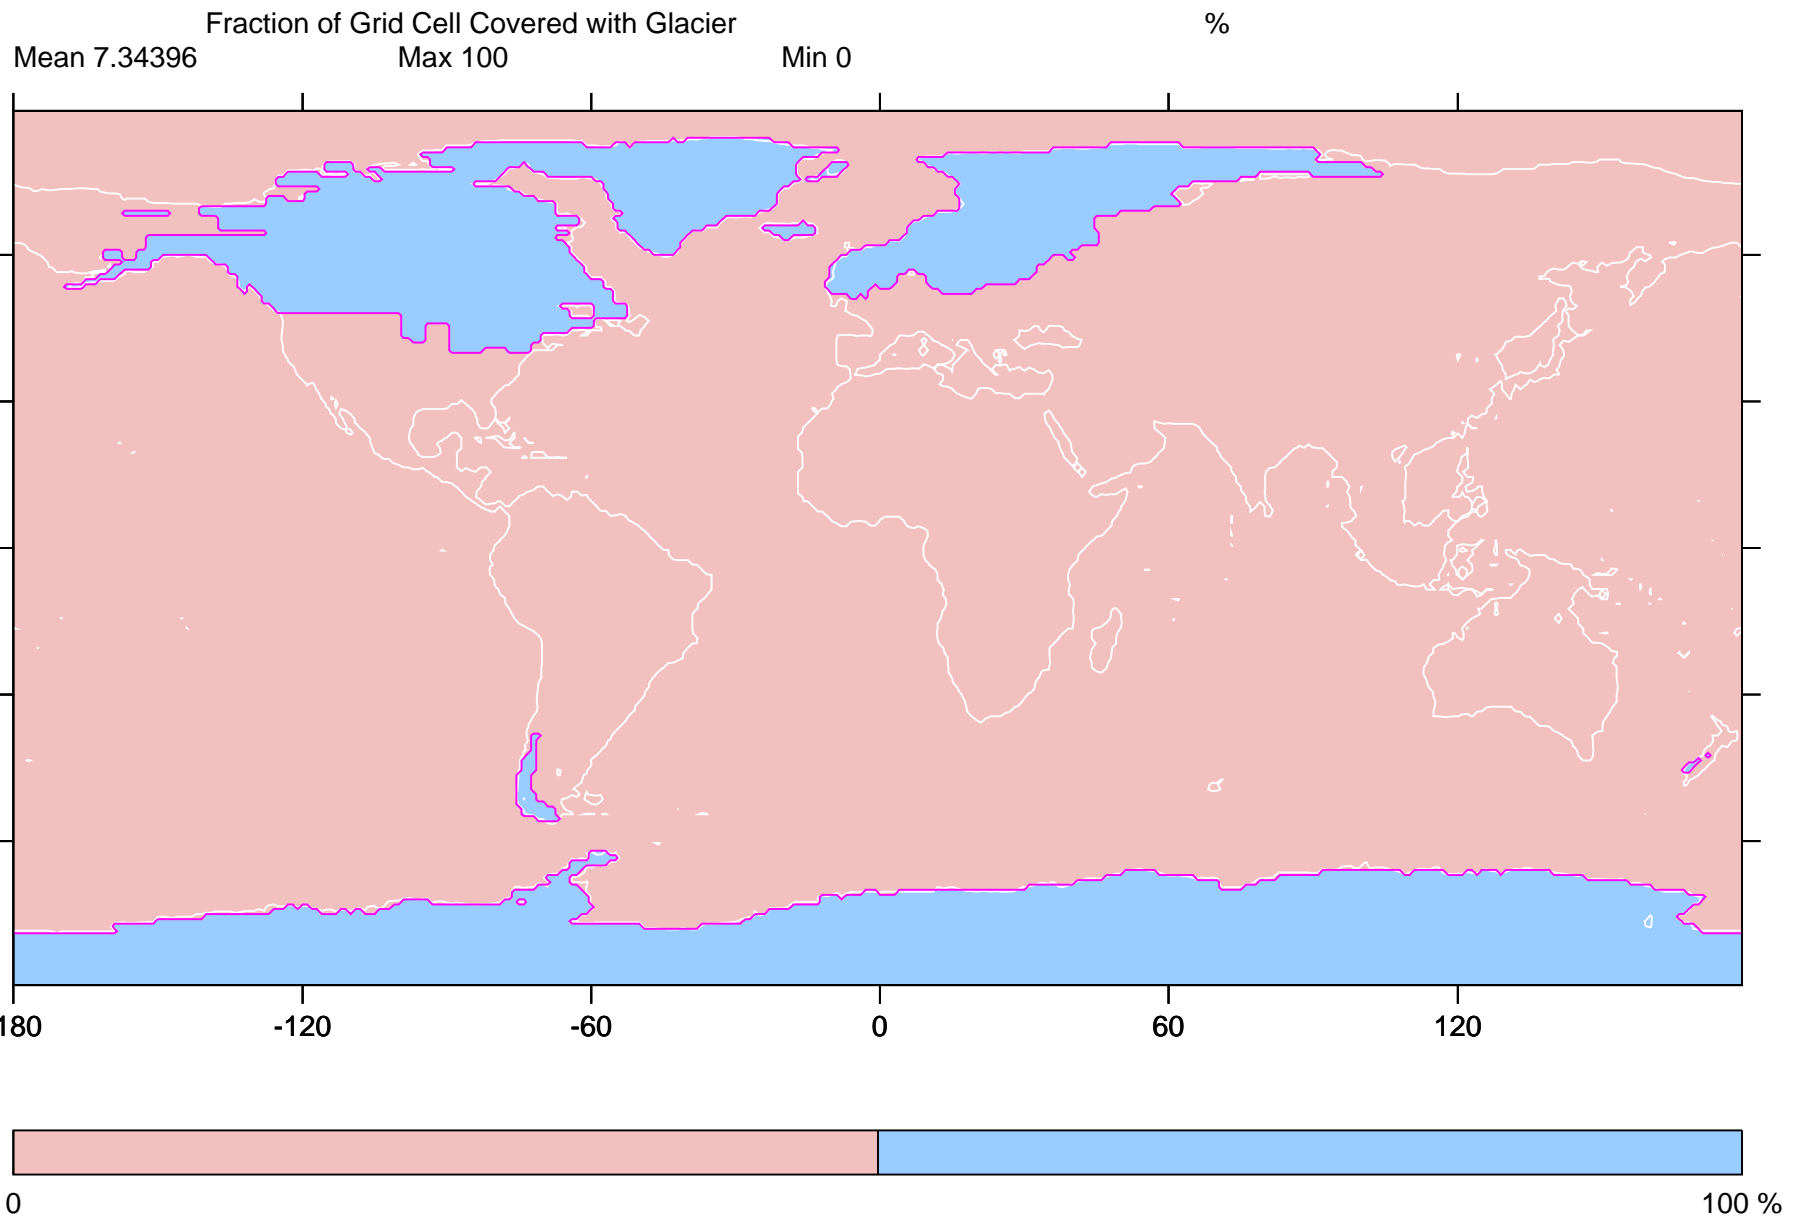 Fraction of Grid Cell Covered with Glacier %
Mean 7.34396 Max 100 Min 0
180 -120 -60 0 60 120
0 100 %